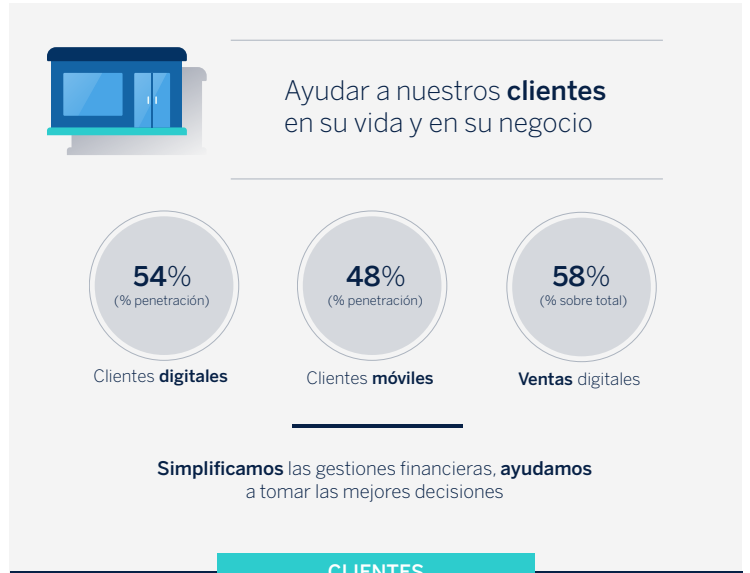 Ayudar a nuestros clientes
en su vida y en su negocio
54%
(% penetración)
Clientes digitales
48%
(% penetración)
Clientes móviles
58%
(% sobre total)
Ventas digitales
Simplificamos las gestiones financieras, ayudamos
a tomar las mejores decisiones
CLIENTES